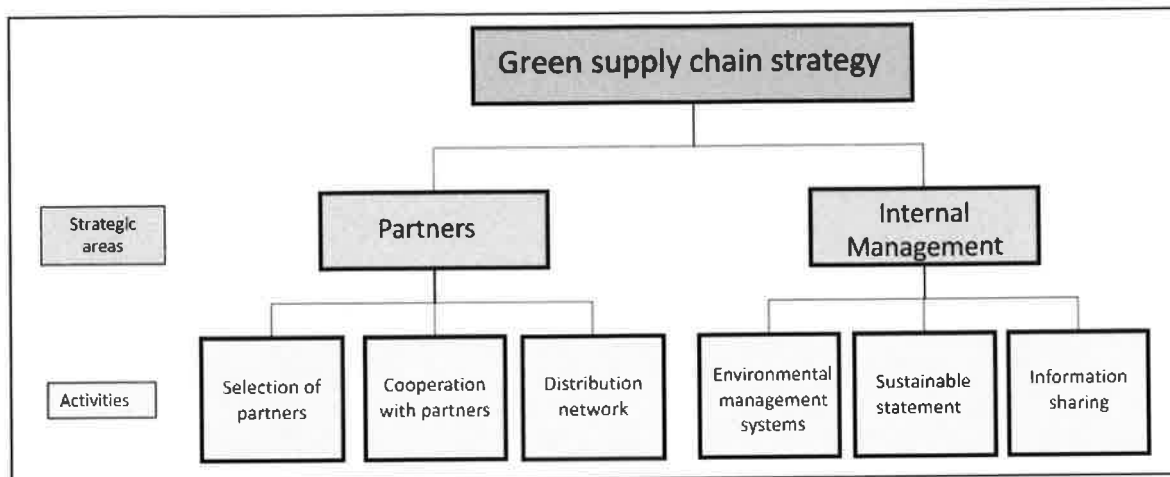 Green supply chain strategy
Strategic
areas
Partners
Internal
Management
Activities
Selection of
partners
Cooperation
with partners
Distribution
network
Environmental
management
systems
Sustainable
statement
Information
sharing